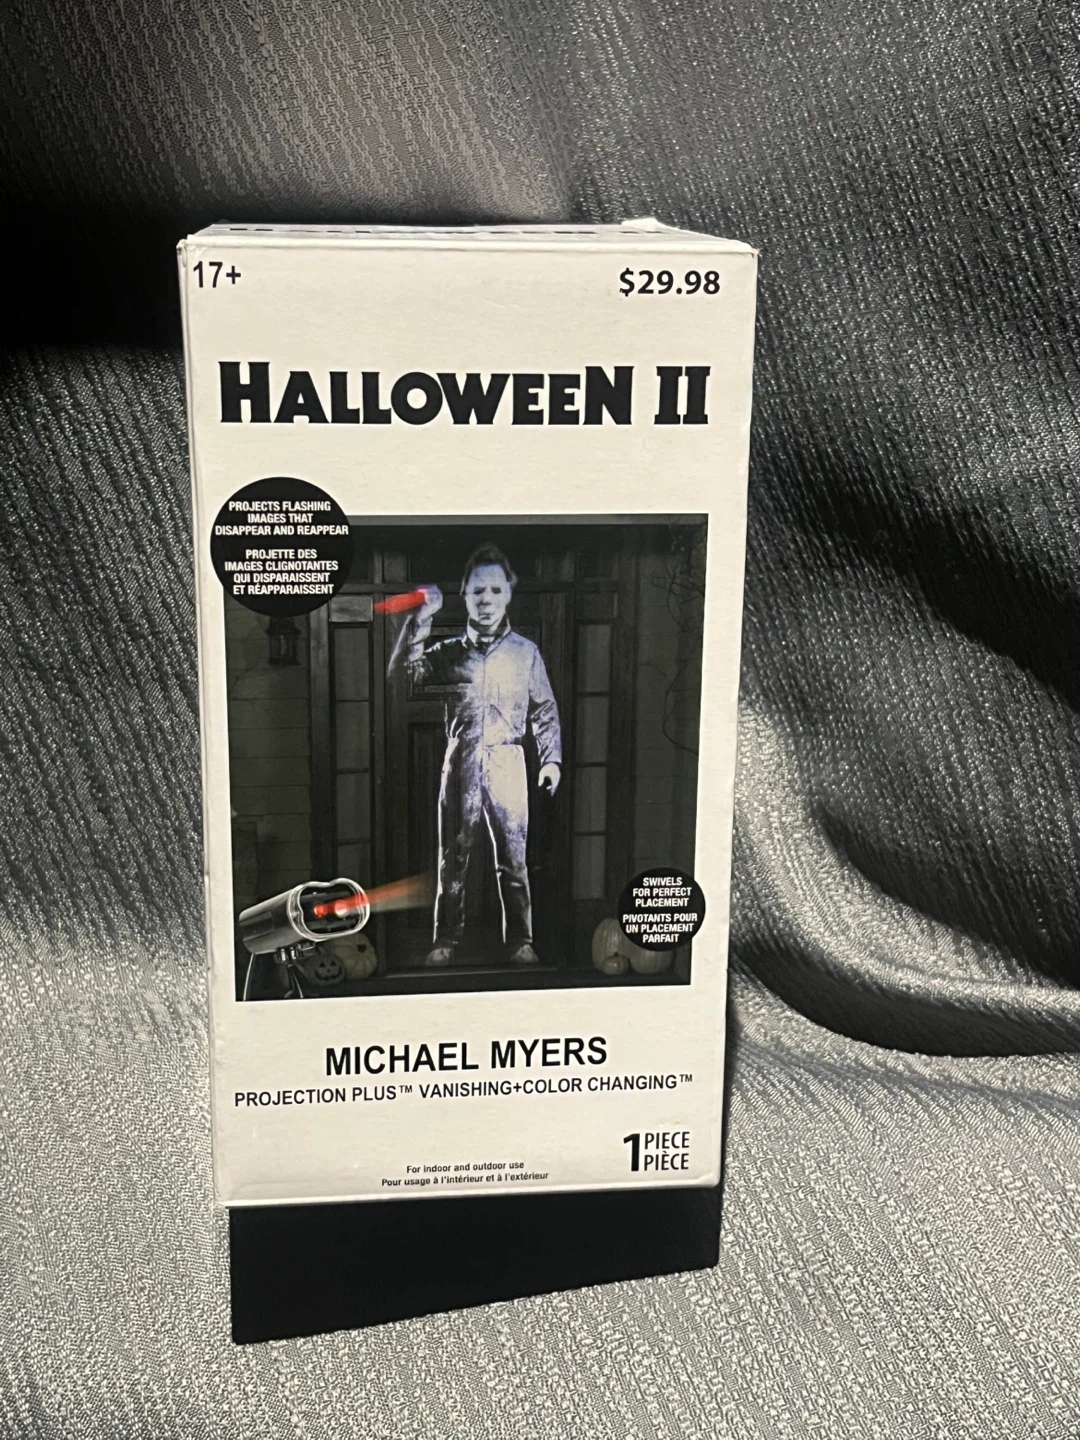 17+
$29.98
HALLOWEEN II
PROJECTS FLASHING
IMAGES THAT
DISAPPEAR AND REAPPEAR
PROJETTE DES
IMAGES CLIGNOTANTES
QUI DISPARAISSENT
ET RÉAPPARAISSENT
SWIVELS
FOR PERFECT
PLACEMENT
PIVOTANTS POUR
UN PLACEMENT
PARFAIT
MICHAEL MYERS
PROJECTION PLUS™ VANISHING+COLOR CHANGING™
1 PIECE
PIÈCE
For indoor and outdoor use
Pour usage à l'intérieur et à l'extérieur